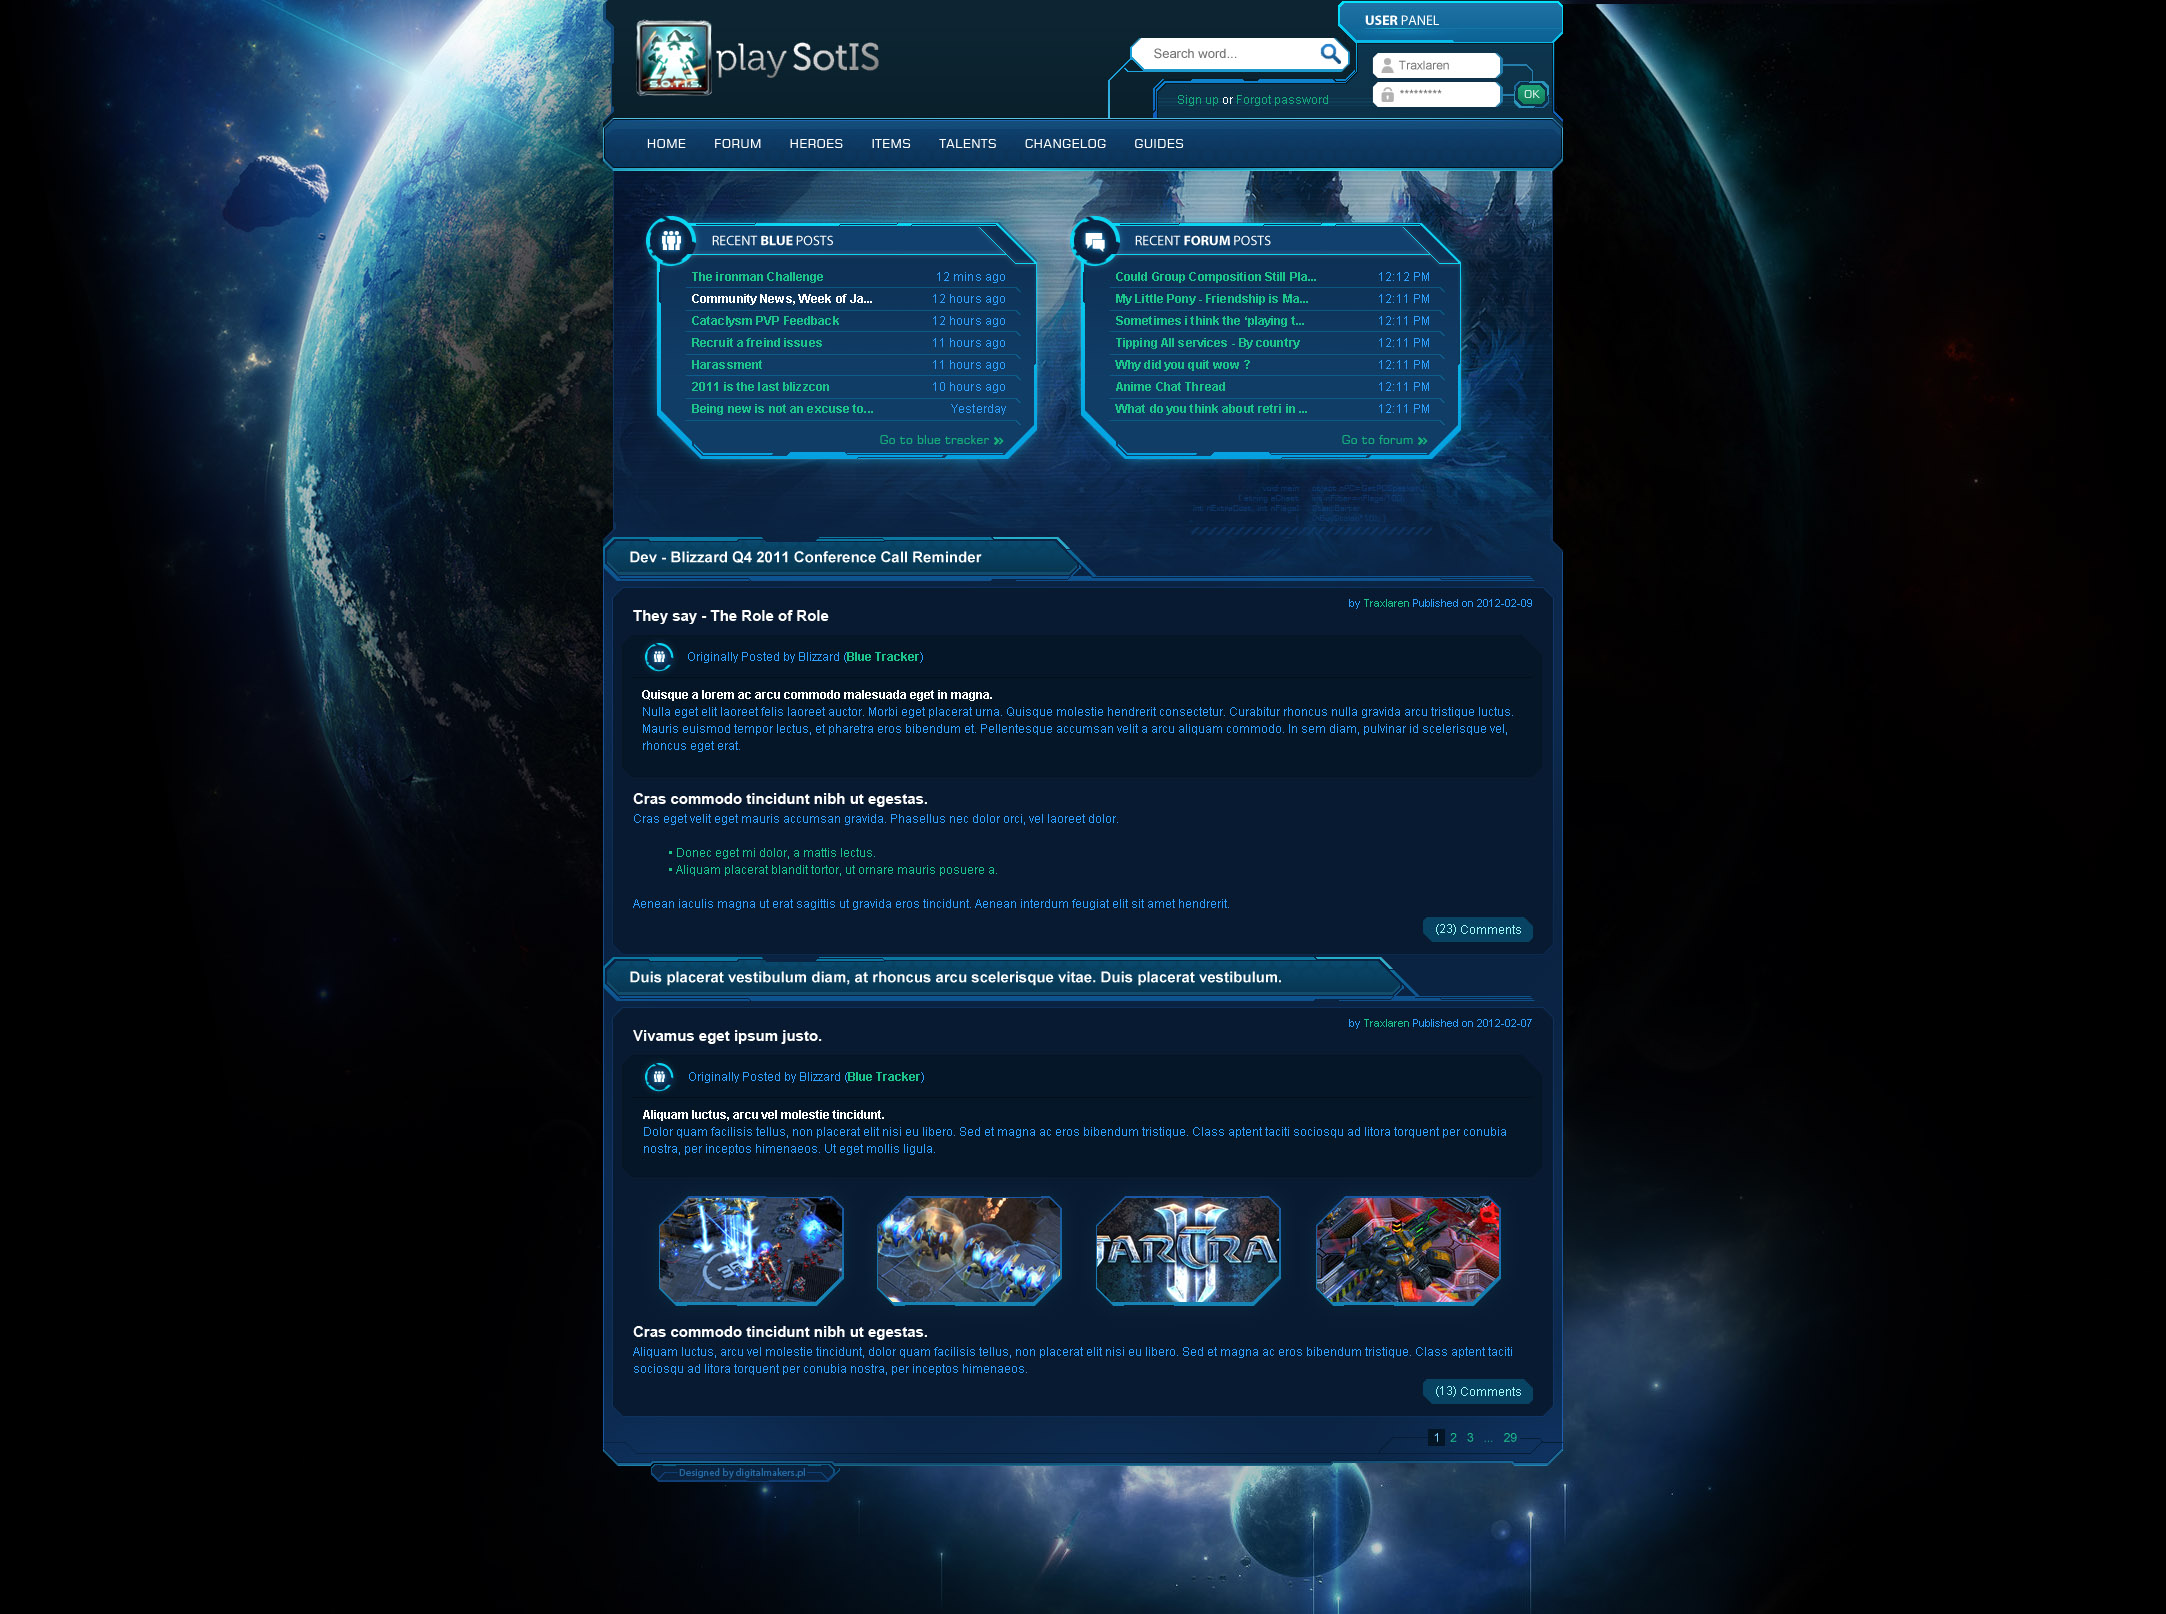 S.O.T.I.S.
play SotIS
Search word...
Sign up or Forgot password
USER PANEL
Traxlaren
*********
OK
HOME FORUM HEROES ITEMS TALENTS CHANGELOG GUIDES
RECENT BLUE POSTS
The ironman Challenge 12 mins ago
Community News, Week of Ja... 12 hours ago
Cataclysm PVP Feedback 12 hours ago
Recruit a freind issues 11 hours ago
Harassment 11 hours ago
2011 is the last blizzcon 10 hours ago
Being new is not an excuse to... Yesterday
Go to blue tracker »
RECENT FORUM POSTS
Could Group Composition Still Pla... 12:12 PM
My Little Pony - Friendship is Ma... 12:11 PM
Sometimes i think the ‘playing t... 12:11 PM
Tipping All services - By country 12:11 PM
Why did you quit wow ? 12:11 PM
Anime Chat Thread 12:11 PM
What do you think about retri in ... 12:11 PM
Go to forum »
void main
Dev - Blizzard Q4 2011 Conference Call Reminder
by Traxlaren Published on 2012-02-09
They say - The Role of Role
Originally Posted by Blizzard (Blue Tracker)
Quisque a lorem ac arcu commodo malesuada eget in magna.
Nulla eget elit laoreet felis laoreet auctor. Morbi eget placerat urna. Quisque molestie hendrerit consectetur. Curabitur rhoncus nulla gravida arcu tristique luctus.
Mauris euismod tempor lectus, et pharetra eros bibendum et. Pellentesque accumsan velit a arcu aliquam commodo. In sem diam, pulvinar id scelerisque vel,
rhoncus eget erat.
Cras commodo tincidunt nibh ut egestas.
Cras eget velit eget mauris accumsan gravida. Phasellus nec dolor orci, vel laoreet dolor.
• Donec eget mi dolor, a mattis lectus.
• Aliquam placerat blandit tortor, ut ornare mauris posuere a.
Aenean iaculis magna ut erat sagittis ut gravida eros tincidunt. Aenean interdum feugiat elit sit amet hendrerit.
(23) Comments
Duis placerat vestibulum diam, at rhoncus arcu scelerisque vitae. Duis placerat vestibulum.
by Traxlaren Published on 2012-02-07
Vivamus eget ipsum justo.
Originally Posted by Blizzard (Blue Tracker)
Aliquam luctus, arcu vel molestie tincidunt.
Dolor quam facilisis tellus, non placerat elit nisi eu libero. Sed et magna ac eros bibendum tristique. Class aptent taciti sociosqu ad litora torquent per conubia
nostra, per inceptos himenaeos. Ut eget mollis ligula.
TARCRA
II
Cras commodo tincidunt nibh ut egestas.
Aliquam luctus, arcu vel molestie tincidunt, dolor quam facilisis tellus, non placerat elit nisi eu libero. Sed et magna ac eros bibendum tristique. Class aptent taciti
sociosqu ad litora torquent per conubia nostra, per inceptos himenaeos.
(13) Comments
1 2 3 ... 29
Designed by digitalmakers.pl